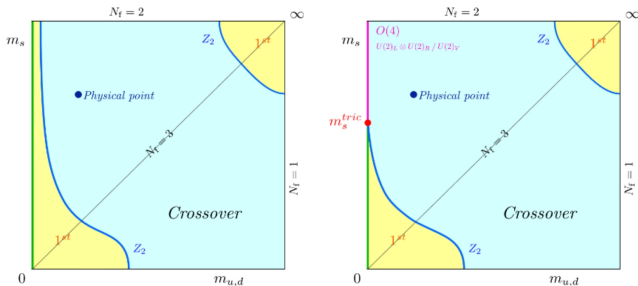 N_f = 2
∞
m_s
Z_2
1^{st}
Physical point
N_f = 3
N_f = 1
Crossover
1^{st}
Z_2
0
m_{u,d}
N_f = 2
∞
m_s
O(4)
U(2)_L ⊗ U(2)_R / U(2)_V
Z_2
1^{st}
Physical point
m_s^{tric}
N_f = 3
N_f = 1
Crossover
1^{st}
Z_2
0
m_{u,d}